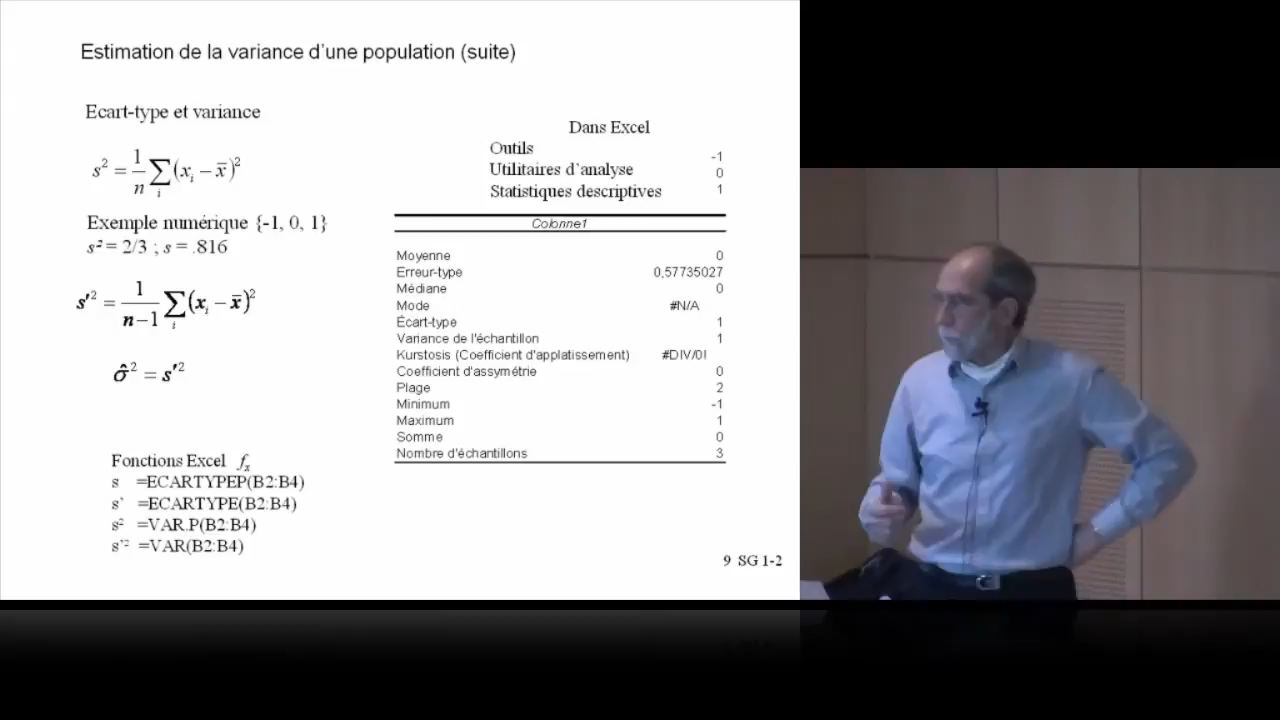 Estimation de la variance d'une population (suite)
Ecart-type et variance
s² = 1/n ∑i (xi – x̄)²
Exemple numérique {-1, 0, 1}
s² = 2/3 ; s = .816
s'² = 1/(n–1) ∑i (xi – x̄)²
σ̂² = s'²
Fonctions Excel fx
s =ECARTYPEP(B2:B4)
s` =ECARTYPE(B2:B4)
s² =VAR.P(B2:B4)
s`² =VAR(B2:B4)
Dans Excel
Outils
Utilitaires d'analyse
Statistiques descriptives
-1
0
1
Colonne1
Moyenne 0
Erreur-type 0,57735027
Médiane 0
Mode #N/A
Écart-type 1
Variance de l'échantillon 1
Kurstosis (Coefficient d'applatissement) #DIV/0!
Coefficient d'assymétrie 0
Plage 2
Minimum -1
Maximum 1
Somme 0
Nombre d'échantillons 3
9 SG 1-2